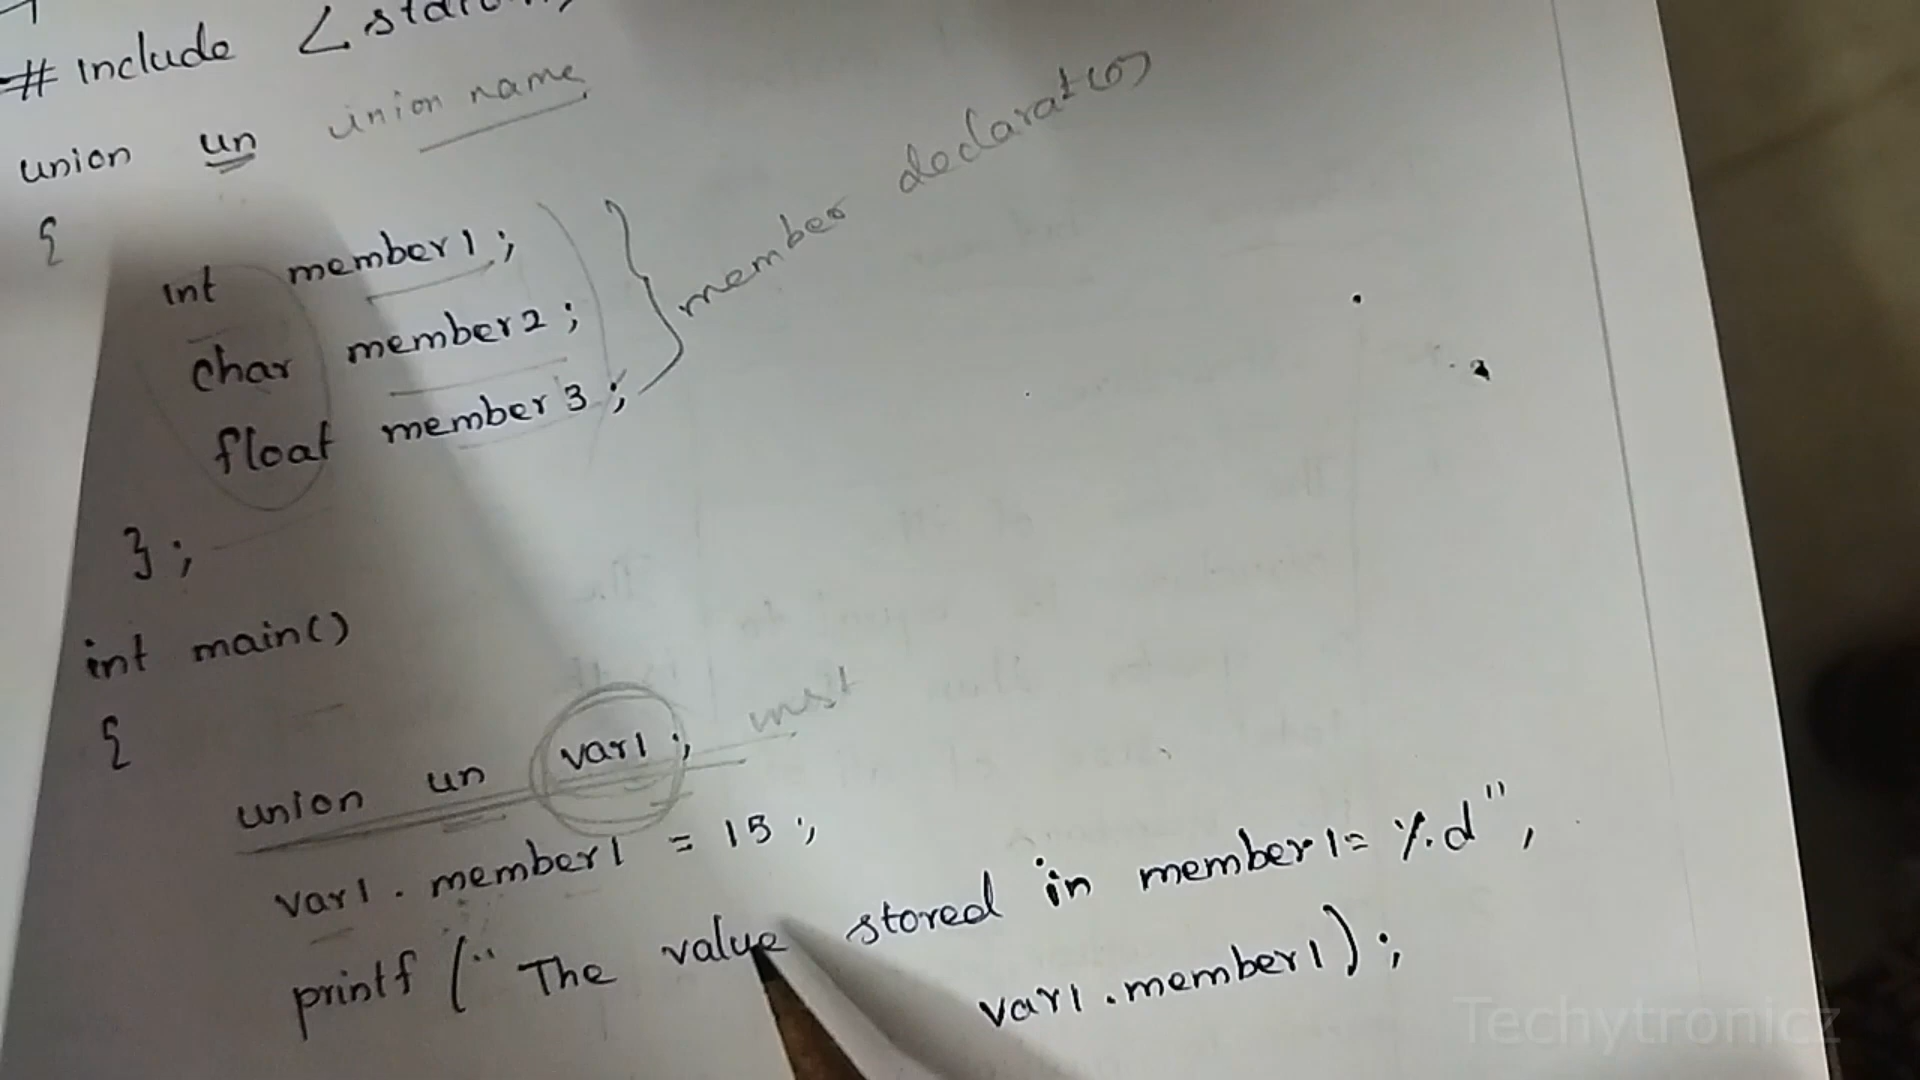 # include <
union un union name
{
int member1;
char member2;
float member3;
member declaration
};
int main()
{
union un var1;
var1.member1 = 15;
printf ("The value stored in member1= %d",
var1.member1);
Techytronicz